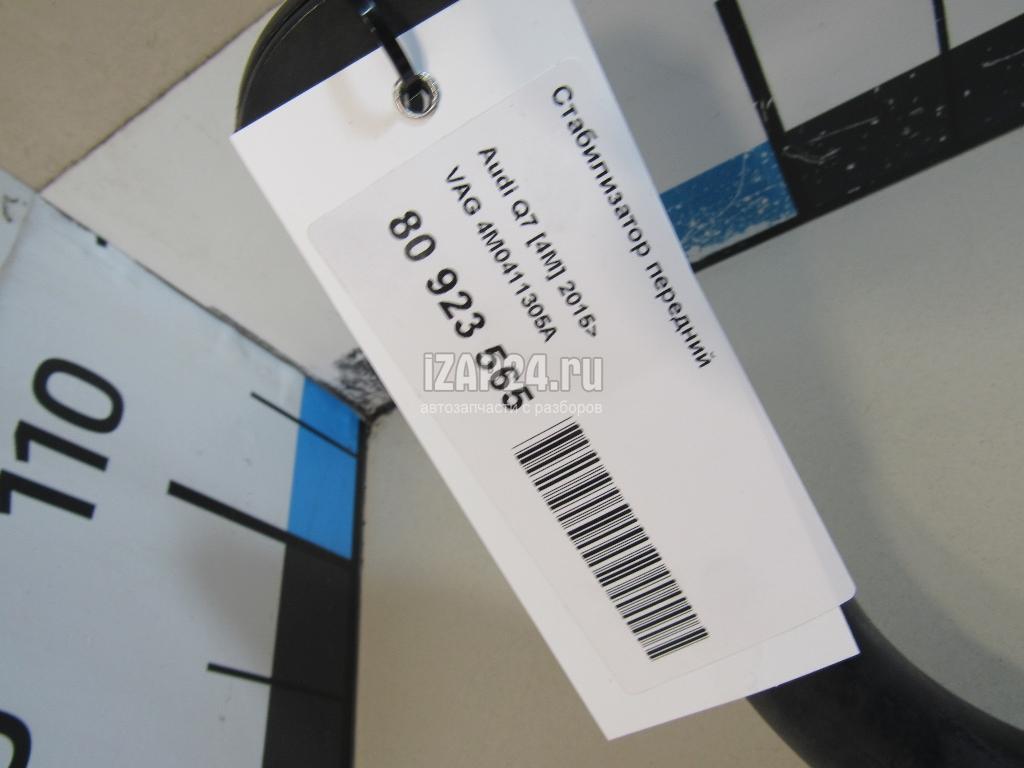 Стабилизатор передний
Audi Q7 [4M] 2015>
VAG 4M0411305A
80 923 565
iZAP24.ru
автозапчасти с разборов
110